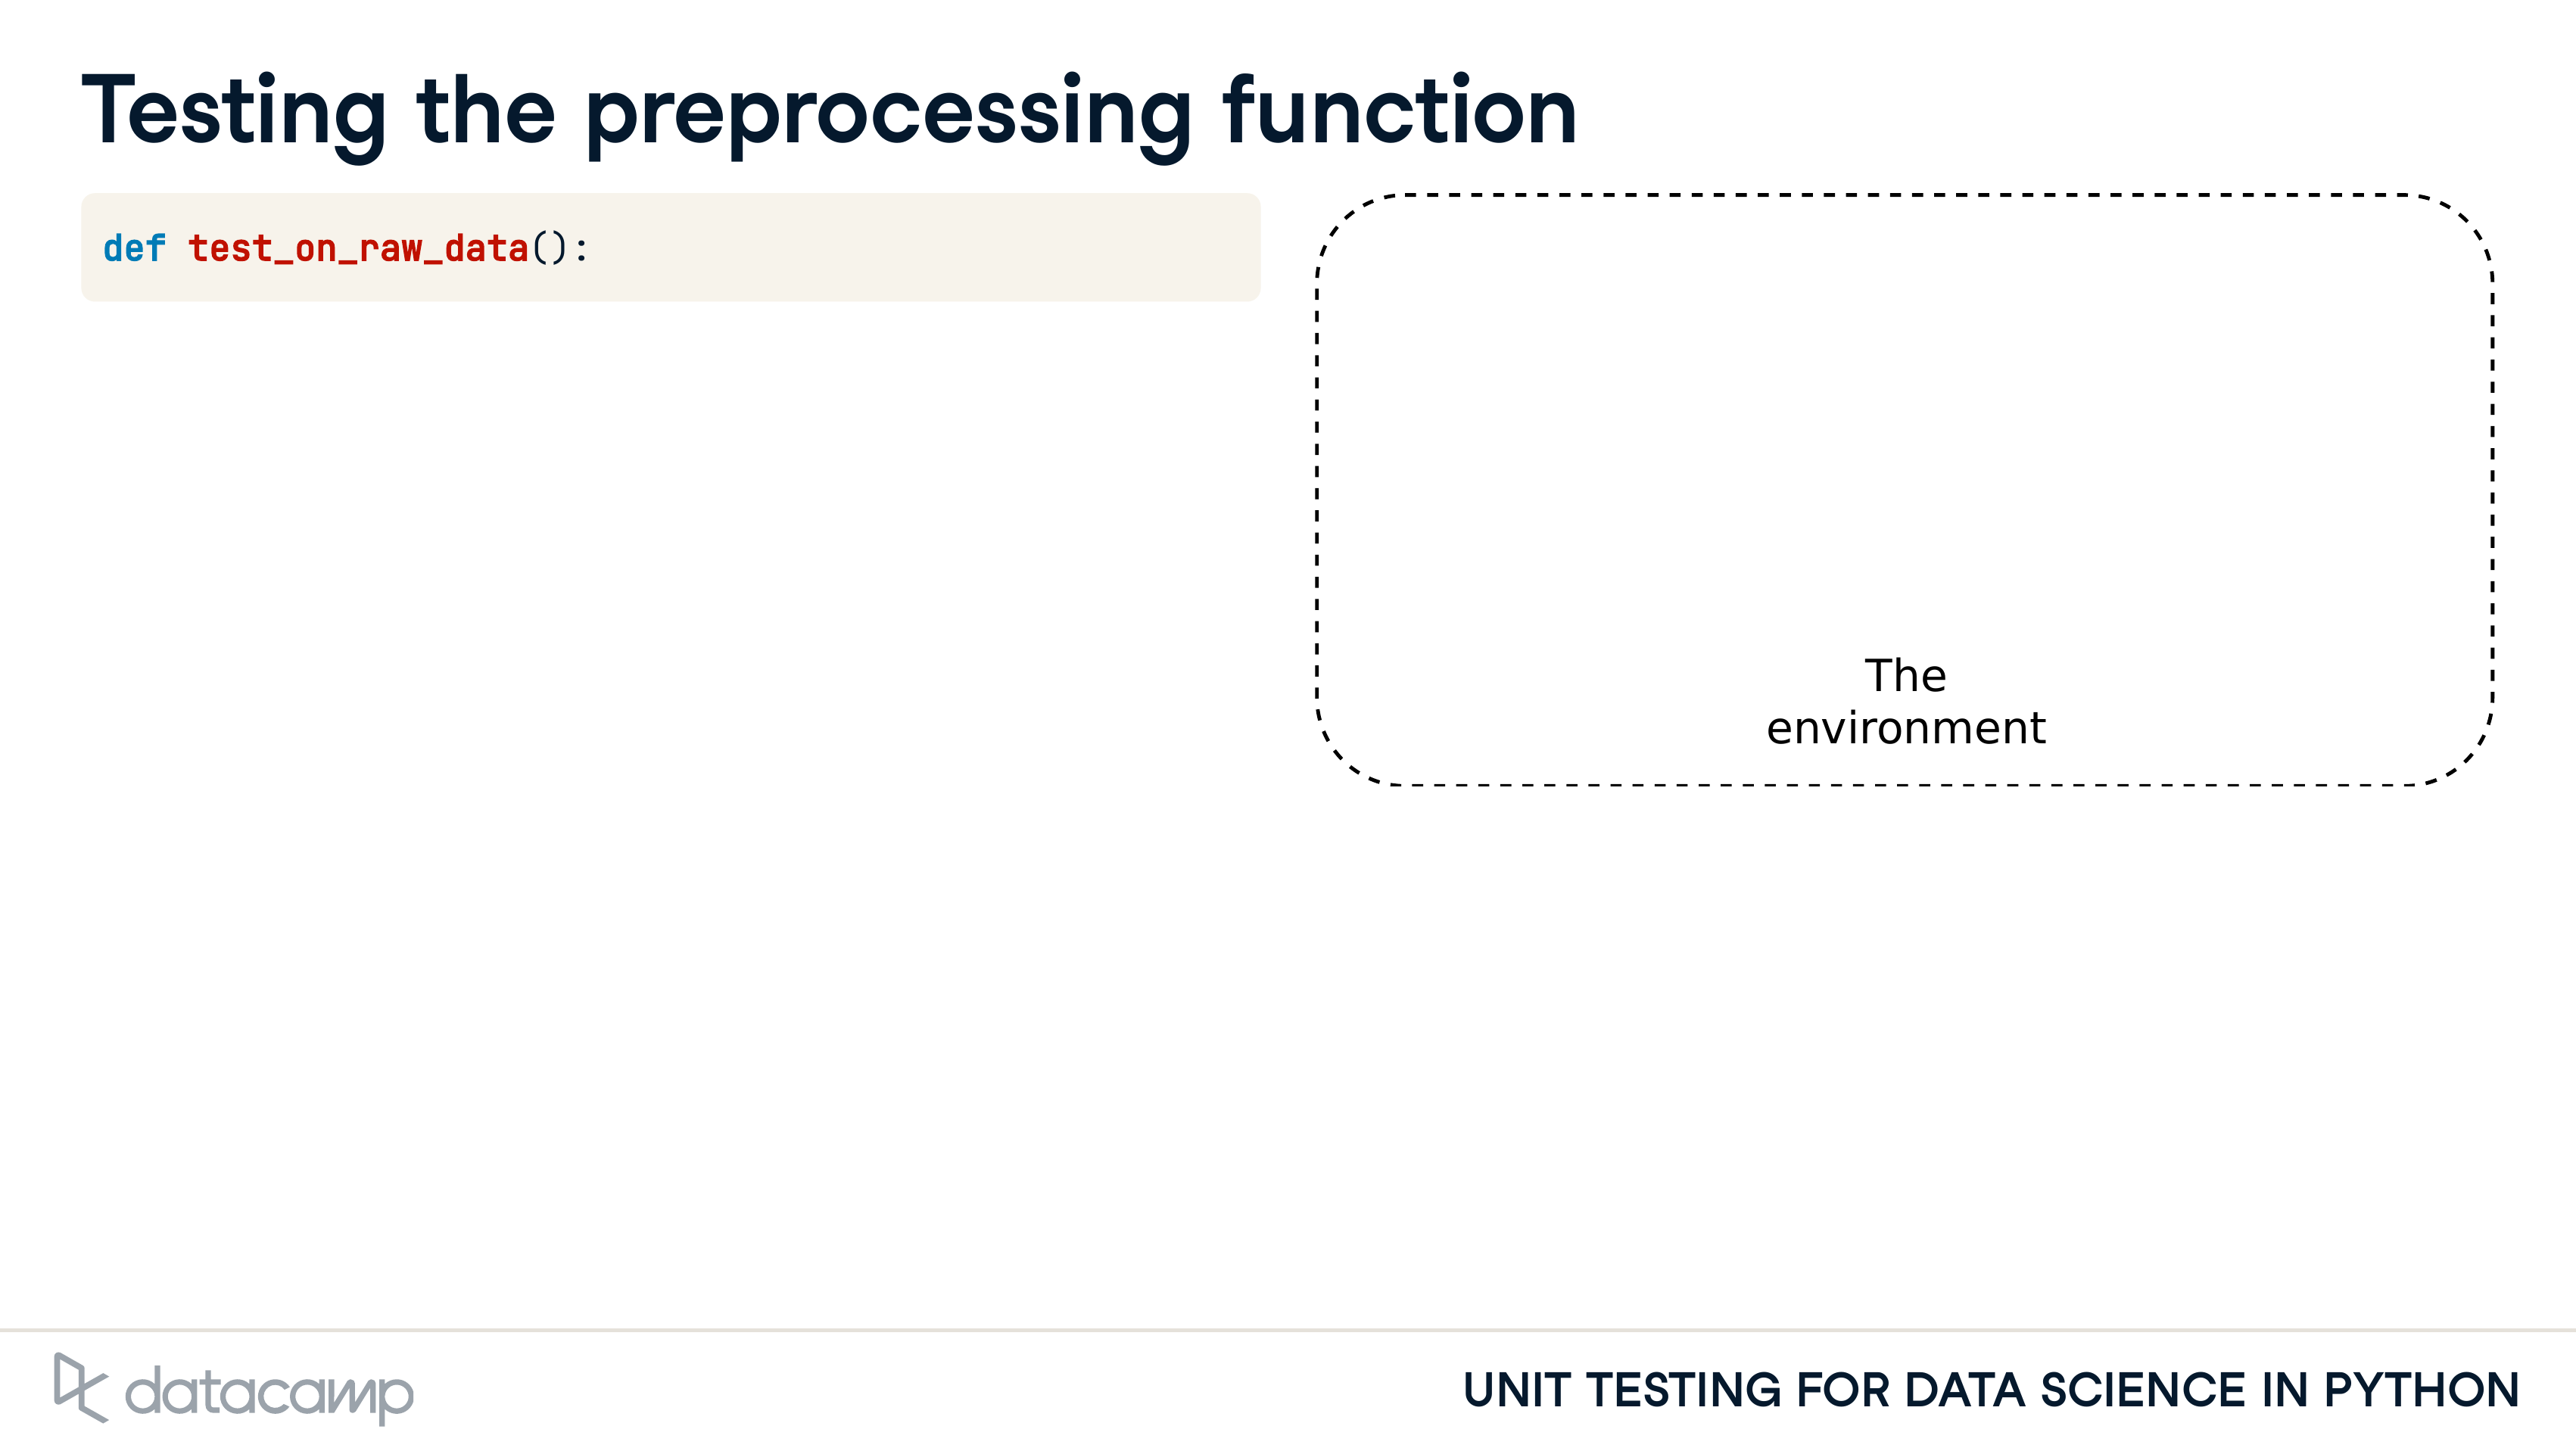 Testing the preprocessing function
def test_on_raw_data():
The
environment
datacamp
UNIT TESTING FOR DATA SCIENCE IN PYTHON